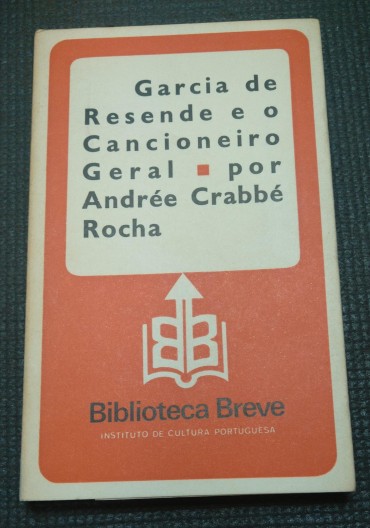 Garcia de
Resende e o
Cancioneiro
Geral ▪ por
Andrée Crabbé
Rocha
BB
Biblioteca Breve
INSTITUTO DE CULTURA PORTUGUESA